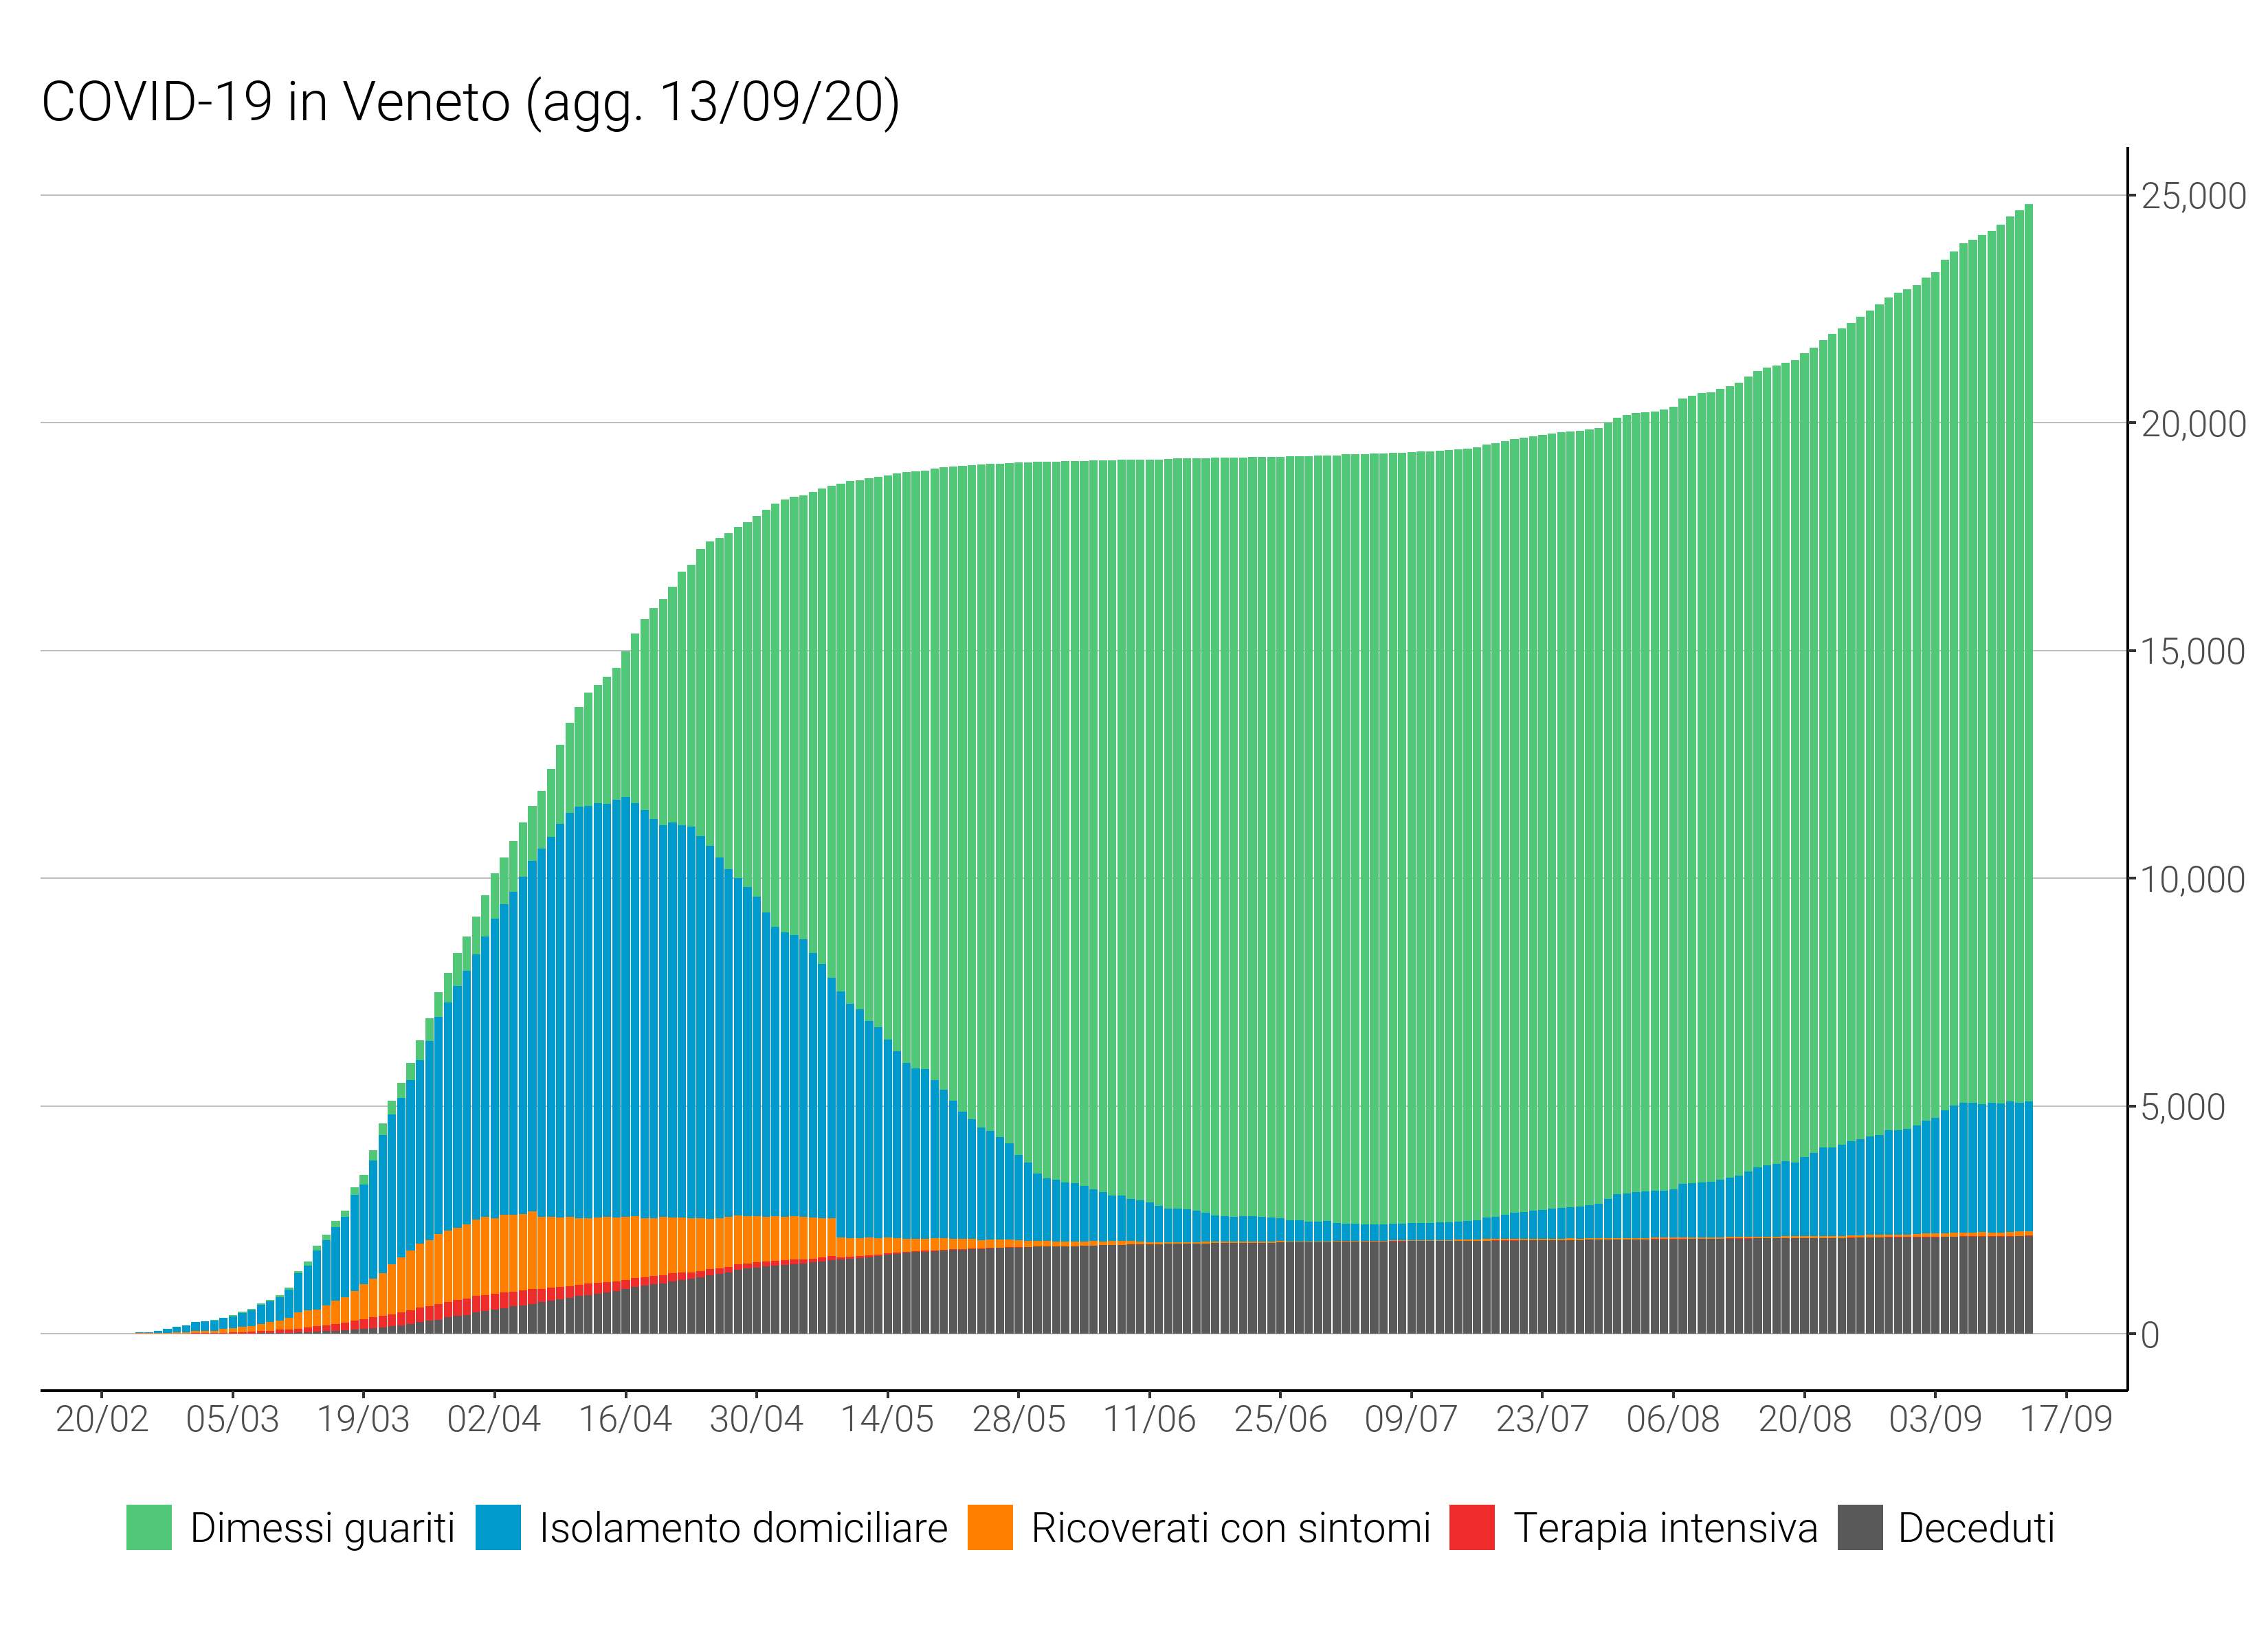 COVID-19 in Veneto (agg. 13/09/20)
25,000
20,000
15,000
10,000
5,000
0
20/02 05/03 19/03 02/04 16/04 30/04 14/05 28/05 11/06 25/06 09/07 23/07 06/08 20/08 03/09 17/09
Dimessi guariti Isolamento domiciliare Ricoverati con sintomi Terapia intensiva Deceduti